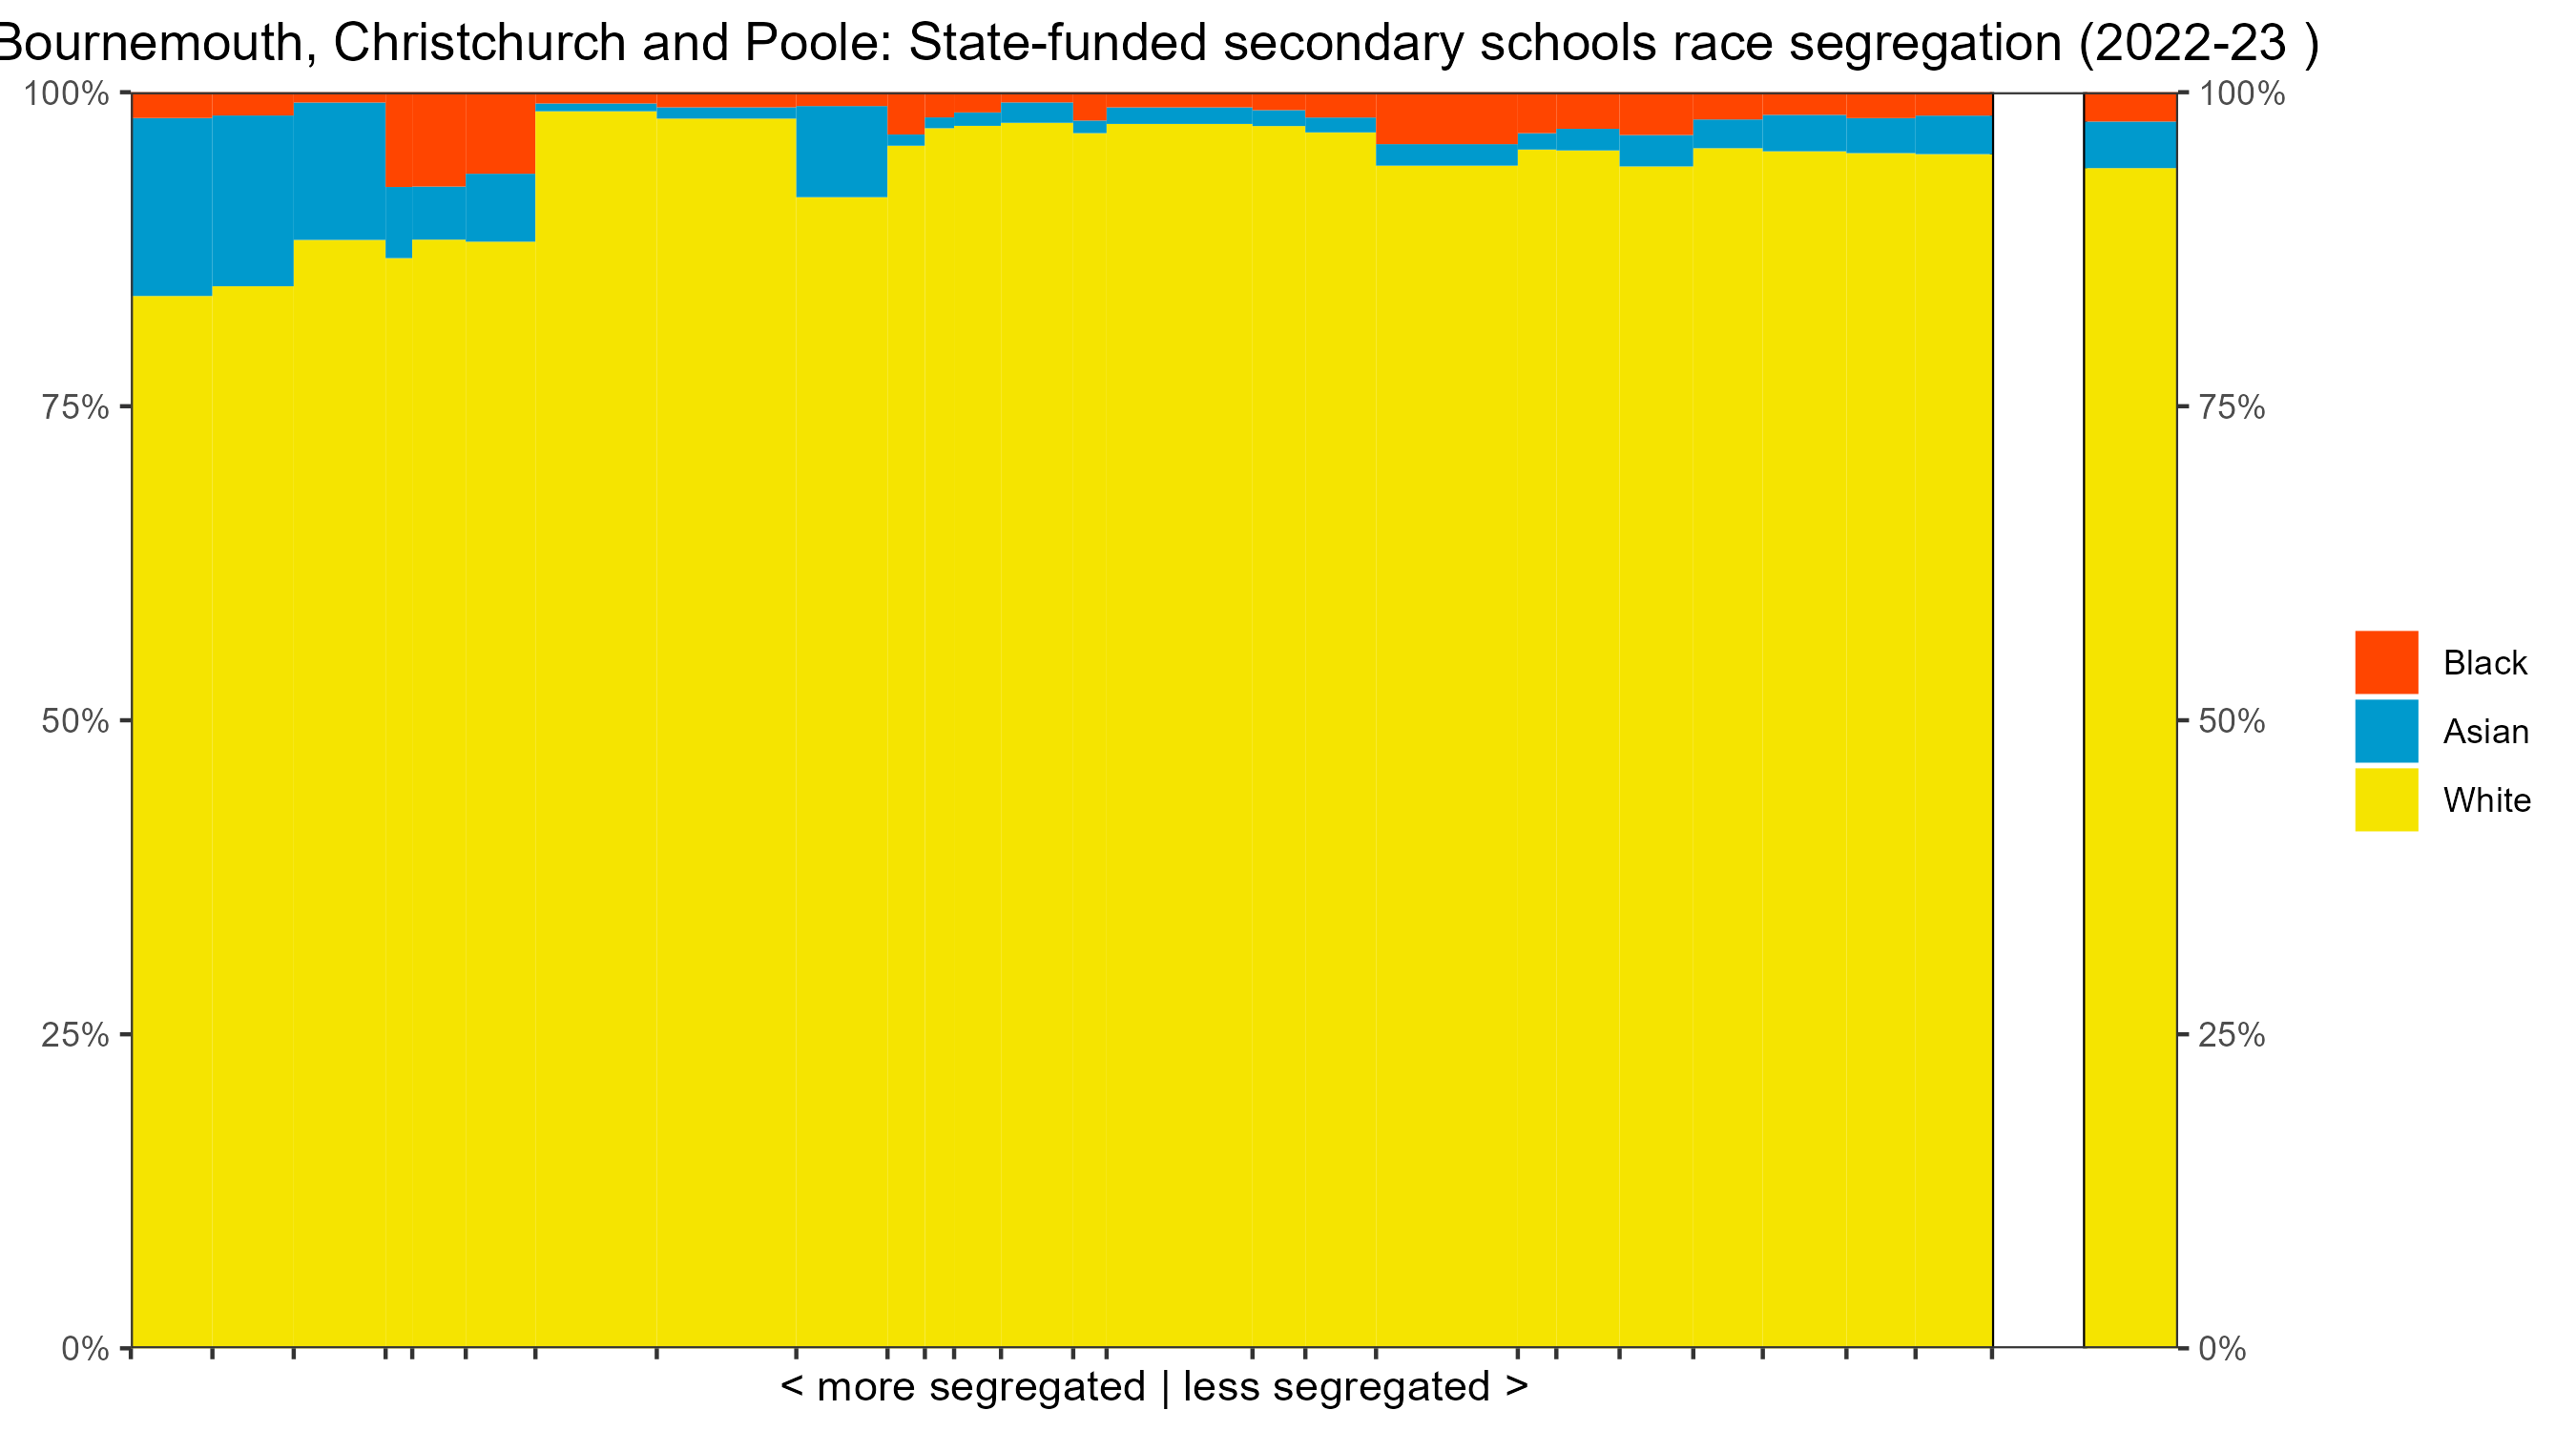 Bournemouth, Christchurch and Poole: State-funded secondary schools race segregation (2022-23 )
100%
75%
50%
25%
0%
100%
75%
50%
25%
0%
Black
Asian
White
< more segregated | less segregated >